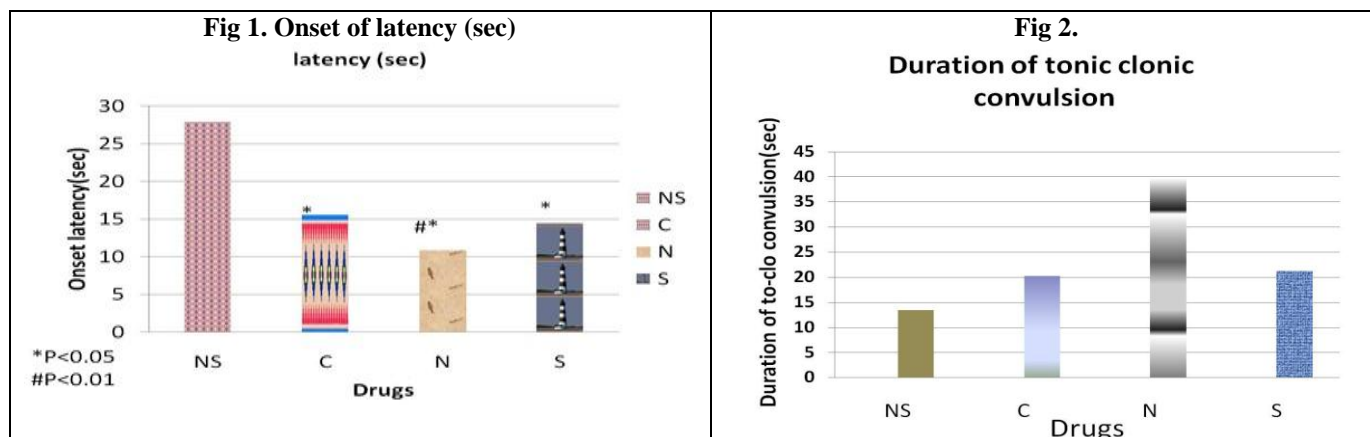 Fig 1. Onset of latency (sec)
latency (sec)
Onset latency(sec)
30
25
20
15
10
5
0
*
#*
*
NS
C
N
S
NS
C
N
S
Drugs
*P<0.05
#P<0.01
Fig 2.
Duration of tonic clonic
convulsion
Duration of to-clo convulsion(sec)
45
40
35
30
25
20
15
10
5
0
NS
C
N
S
Drugs